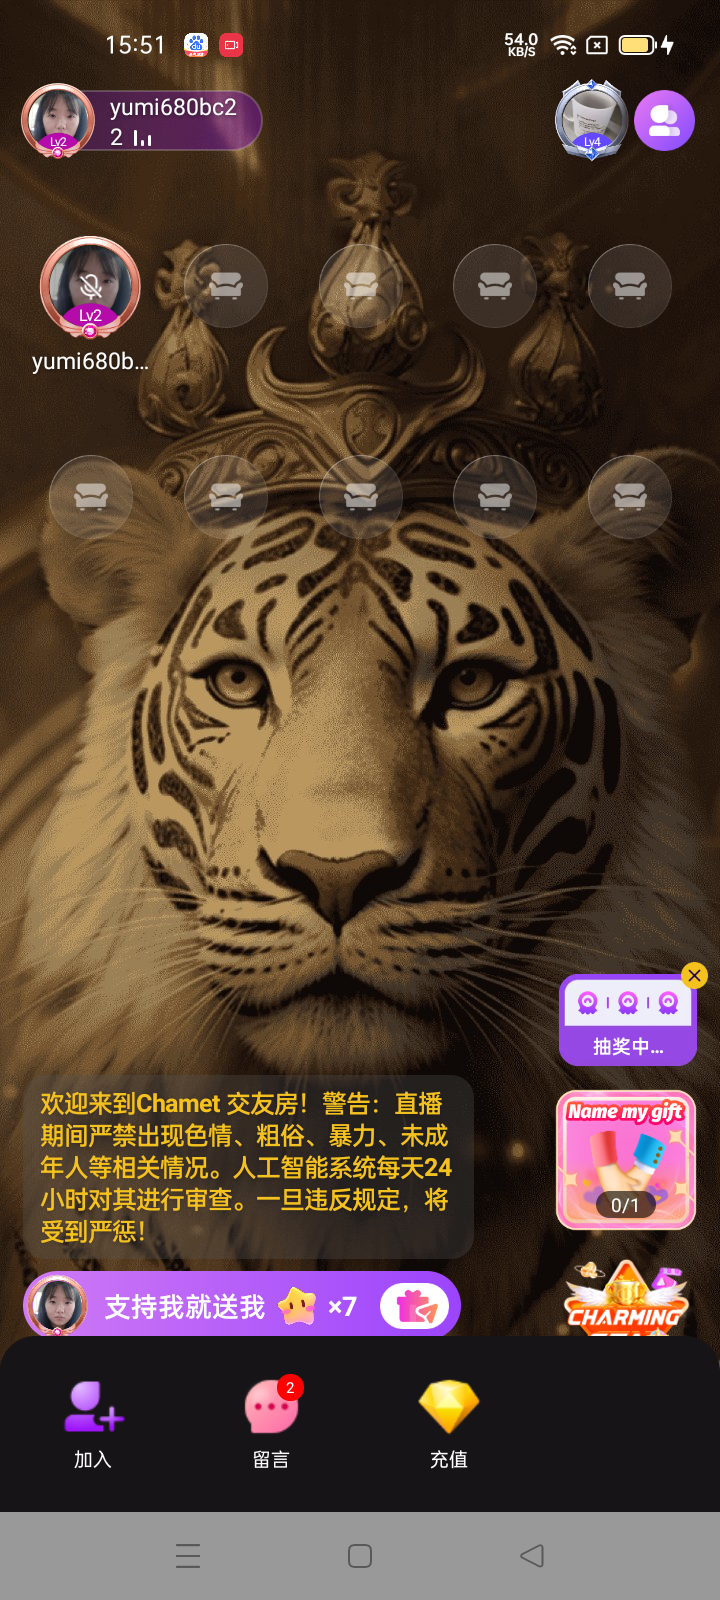 15:51
54.0
KB/S
yumi680bc2
2
Lv2
Lv4
Lv2
yumi680b...
抽奖中...
欢迎来到Chamet 交友房！警告：直播
期间严禁出现色情、粗俗、暴力、未成
年人等相关情况。人工智能系统每天24
小时对其进行审查。一旦违反规定，将
受到严惩！
Name my gift
0/1
支持我就送我 ×7
CHARMING
加入
2
留言
充值